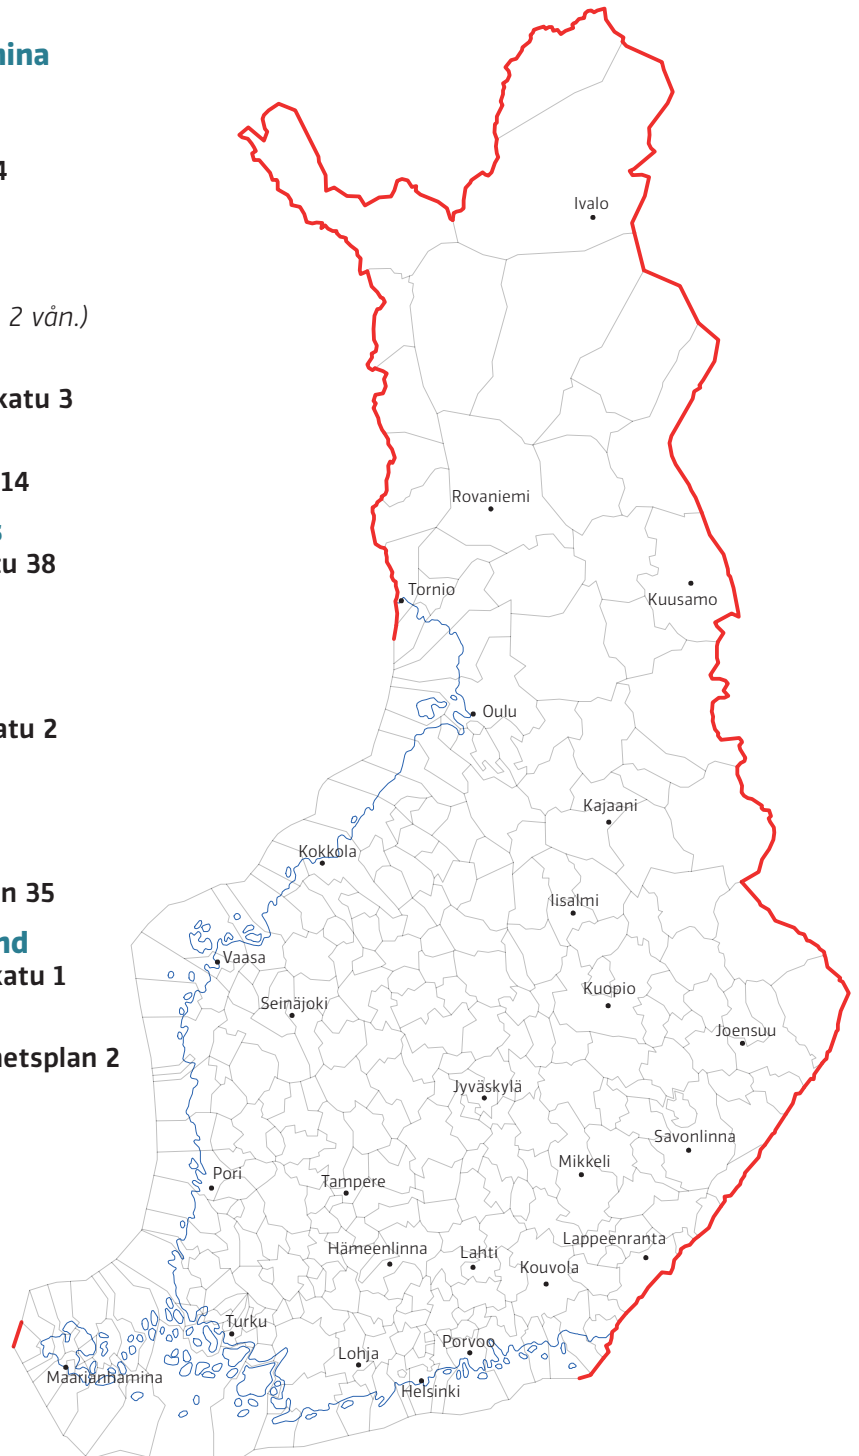 nina
4
2 vån.)
katu 3
14
s
tu 38
atu 2
n 35
nd
katu 1
netsplan 2
Ivalo
Rovaniemi
Tornio
Kuusamo
Oulu
Kajaani
Kokkola
Iisalmi
Vaasa
Kuopio
Seinäjoki
Joensuu
Jyväskylä
Savonlinna
Mikkeli
Pori
Tampere
Lappeenranta
Hämeenlinna
Lahti
Kouvola
Turku
Porvoo
Lohja
Maarianhamina
Helsinki